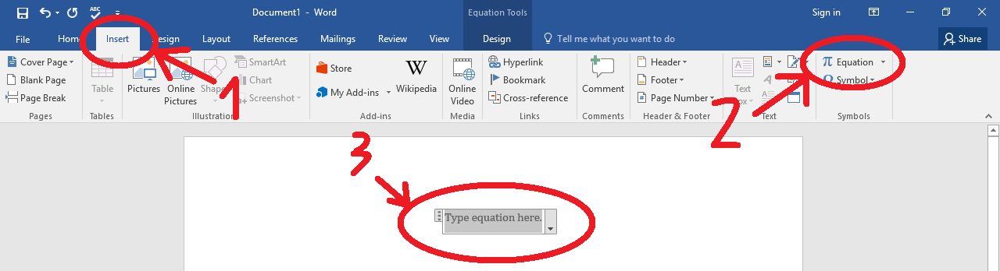 ABC
Document1 - Word
Equation Tools
Sign in
File
Home
Insert
Design
Layout
References
Mailings
Review
View
Design
Tell me what you want to do
Share
Cover Page
Blank Page
Page Break
Pages
Table
Tables
Pictures
Online
Pictures
Shapes
SmartArt
Chart
Screenshot
Illustrations
Store
My Add-ins
W
Wikipedia
Add-ins
Online
Video
Media
Hyperlink
Bookmark
Cross-reference
Links
Comment
Comments
Header
Footer
Page Number
Header & Footer
Text
Box
A
Text
π Equation
Ω Symbol
Symbols
1
2
3
Type equation here.